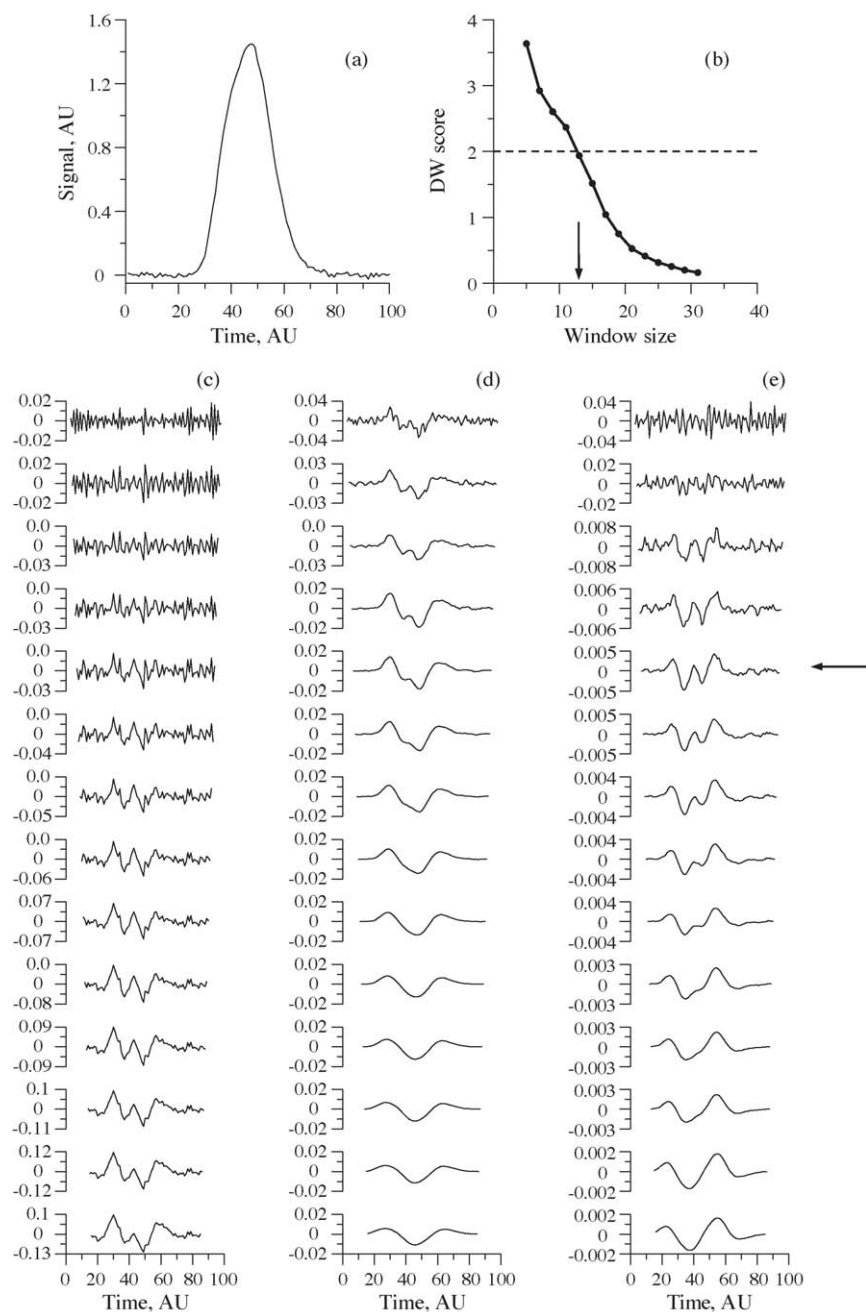 (a)
1.6
1.2
0.8
0.4
0
Signal, AU
0 20 40 60 80 100
Time, AU
(b)
4
3
2
1
0
DW score
0 10 20 30 40
Window size
(c) (d) (e)
0.02 0.04 0.04
0 0 0
-0.02 -0.04 -0.04
0.02 0.03 0.02
0 0 0
-0.02 -0.03 -0.02
0.0 0.03 0.008
0 0 0
-0.03 -0.03 -0.008
0.0 0.02 0.006
0 0 0
-0.03 -0.02 -0.006
0.0 0.02 0.005
0 0 0
-0.03 -0.02 -0.005
0.0 0.02 0.005
0 0 0
-0.04 -0.02 -0.005
0.0 0.02 0.004
0 0 0
-0.05 -0.02 -0.004
0.0 0.02 0.004
0 0 0
-0.06 -0.02 -0.004
0.07 0.02 0.004
0 0 0
-0.07 -0.02 -0.004
0.0 0.02 0.003
0 0 0
-0.08 -0.02 -0.003
0.09 0.02 0.003
0 0 0
-0.09 -0.02 -0.003
0.1 0.02 0.003
0 0 0
-0.11 -0.02 -0.003
0.12 0.02 0.002
0 0 0
-0.12 -0.02 -0.002
0.1 0.02 0.002
0 0 0
-0.13 -0.02 -0.002
0 20 40 60 80 100 0 20 40 60 80 100 0 20 40 60 80 100
Time, AU Time, AU Time, AU